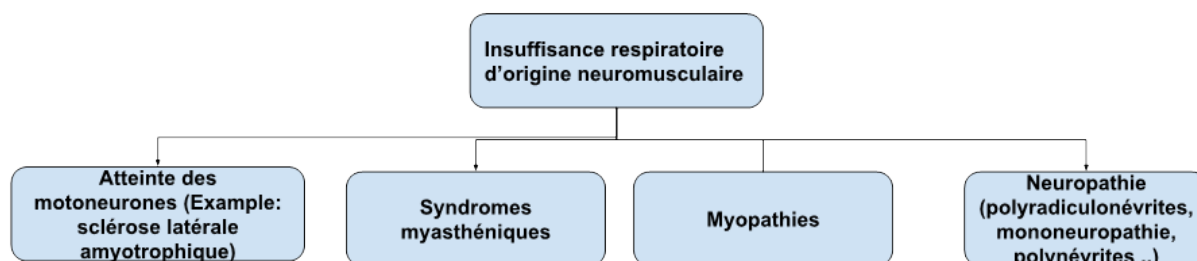 Insuffisance respiratoire
d'origine neuromusculaire
Atteinte des
motoneurones (Example:
sclérose latérale
amyotrophique)
Syndromes
myasthéniques
Myopathies
Neuropathie
(polyradiculonévrites,
mononeuropathie,
polynévrites ..)